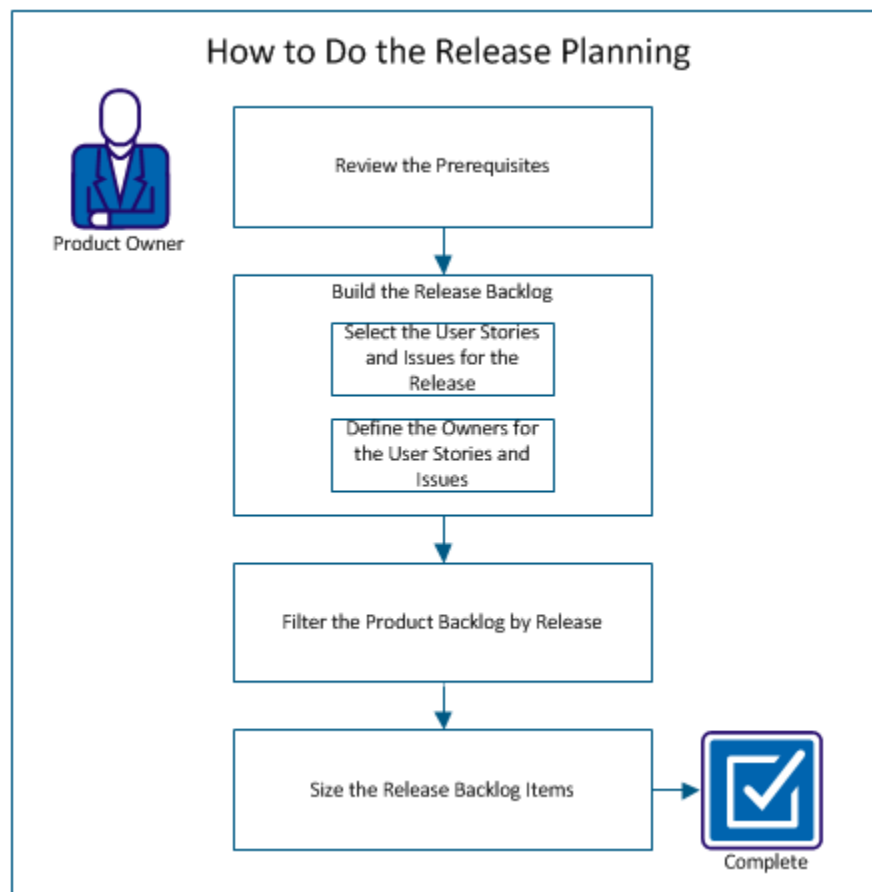 How to Do the Release Planning
Product Owner
Review the Prerequisites
Build the Release Backlog
Select the User Stories
and Issues for the
Release
Define the Owners for
the User Stories and
Issues
Filter the Product Backlog by Release
Size the Release Backlog Items
Complete